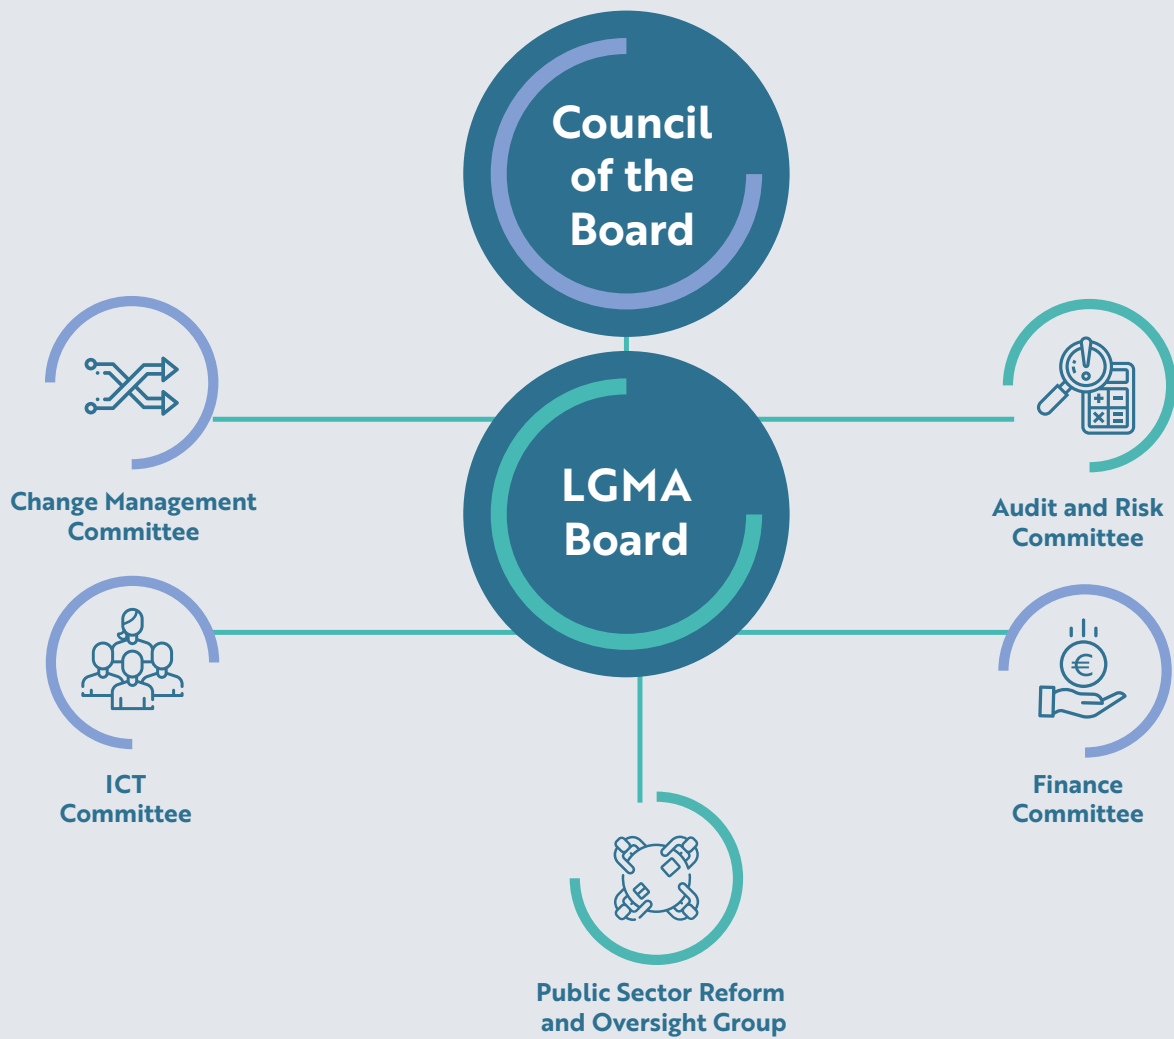 Council
of the
Board
LGMA
Board
Change Management
Committee
Audit and Risk
Committee
ICT
Committee
Finance
Committee
Public Sector Reform
and Oversight Group